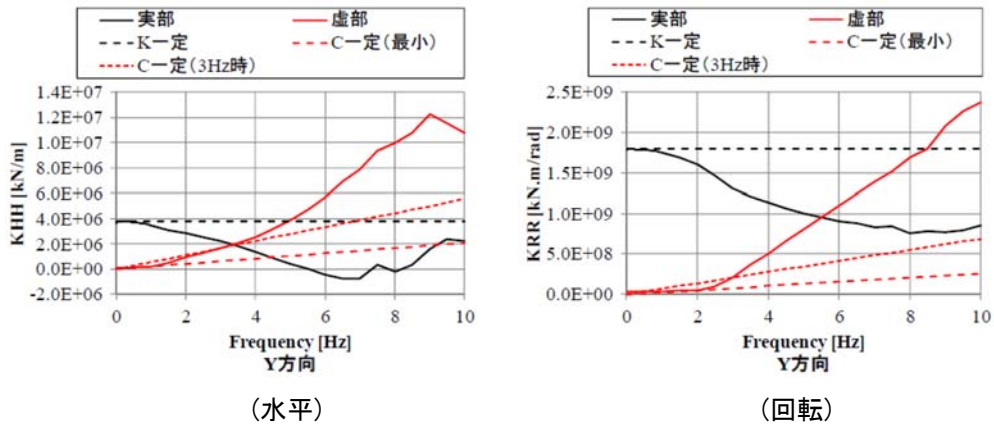 実部 虚部
K一定 C一定(最小)
C一定(3Hz時)
1.4E+07
1.2E+07
1.0E+07
8.0E+06
6.0E+06
4.0E+06
2.0E+06
0.0E+00
-2.0E+06
KHH [kN/m]
0 2 4 6 8 10
Frequency [Hz]
Y方向
(水平)
実部 虚部
K一定 C一定(最小)
C一定(3Hz時)
2.5E+09
2.0E+09
1.5E+09
1.0E+09
5.0E+08
0.0E+00
KRR [kN.m/rad]
0 2 4 6 8 10
Frequency [Hz]
Y方向
(回転)